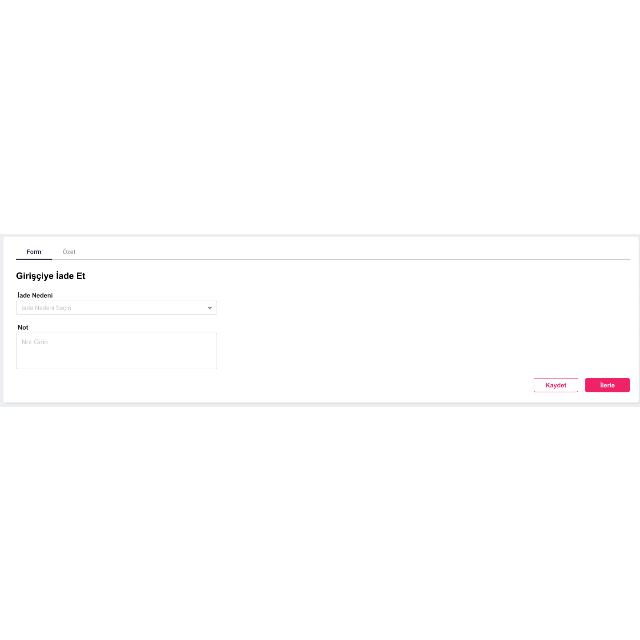 Form
Özet
Girişçiye İade Et
İade Nedeni
İade Nedeni Seçin
Not
Not Girin
Kaydet
İlerle